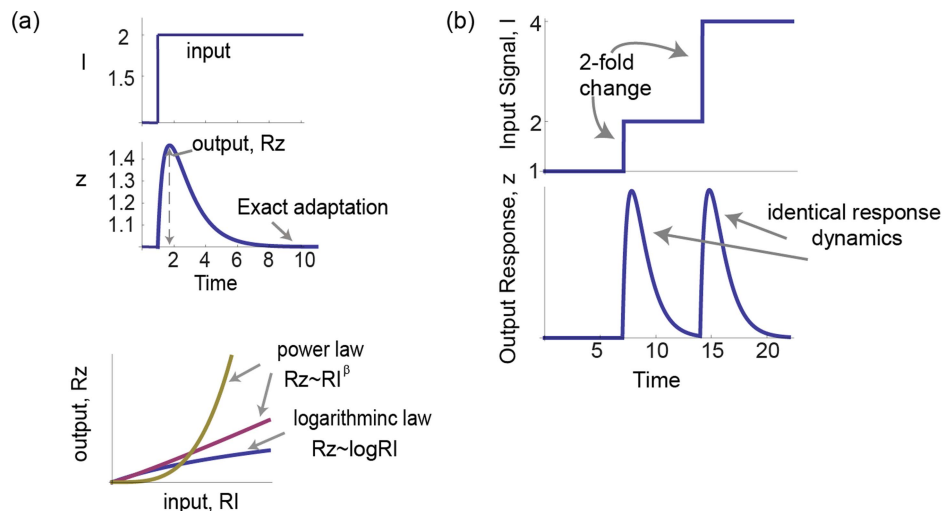 (a)
2
1.5
I
input
1.4
1.3
1.2
1.1
z
output, Rz
Exact adaptation
2 4 6 8 10
Time
output, Rz
power law
Rz~RI^β
logarithminc law
Rz~logRI
input, RI
(b)
Input Signal, I
4
2
1
2-fold
change
Output Response, z
identical response
dynamics
5 10 15 20
Time